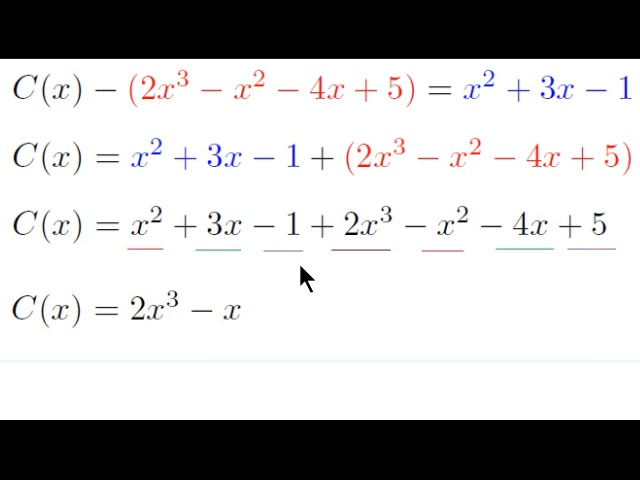 C(x) − (2x³ − x² − 4x + 5) = x² + 3x − 1
C(x) = x² + 3x − 1 + (2x³ − x² − 4x + 5)
C(x) = x² + 3x − 1 + 2x³ − x² − 4x + 5
C(x) = 2x³ − x